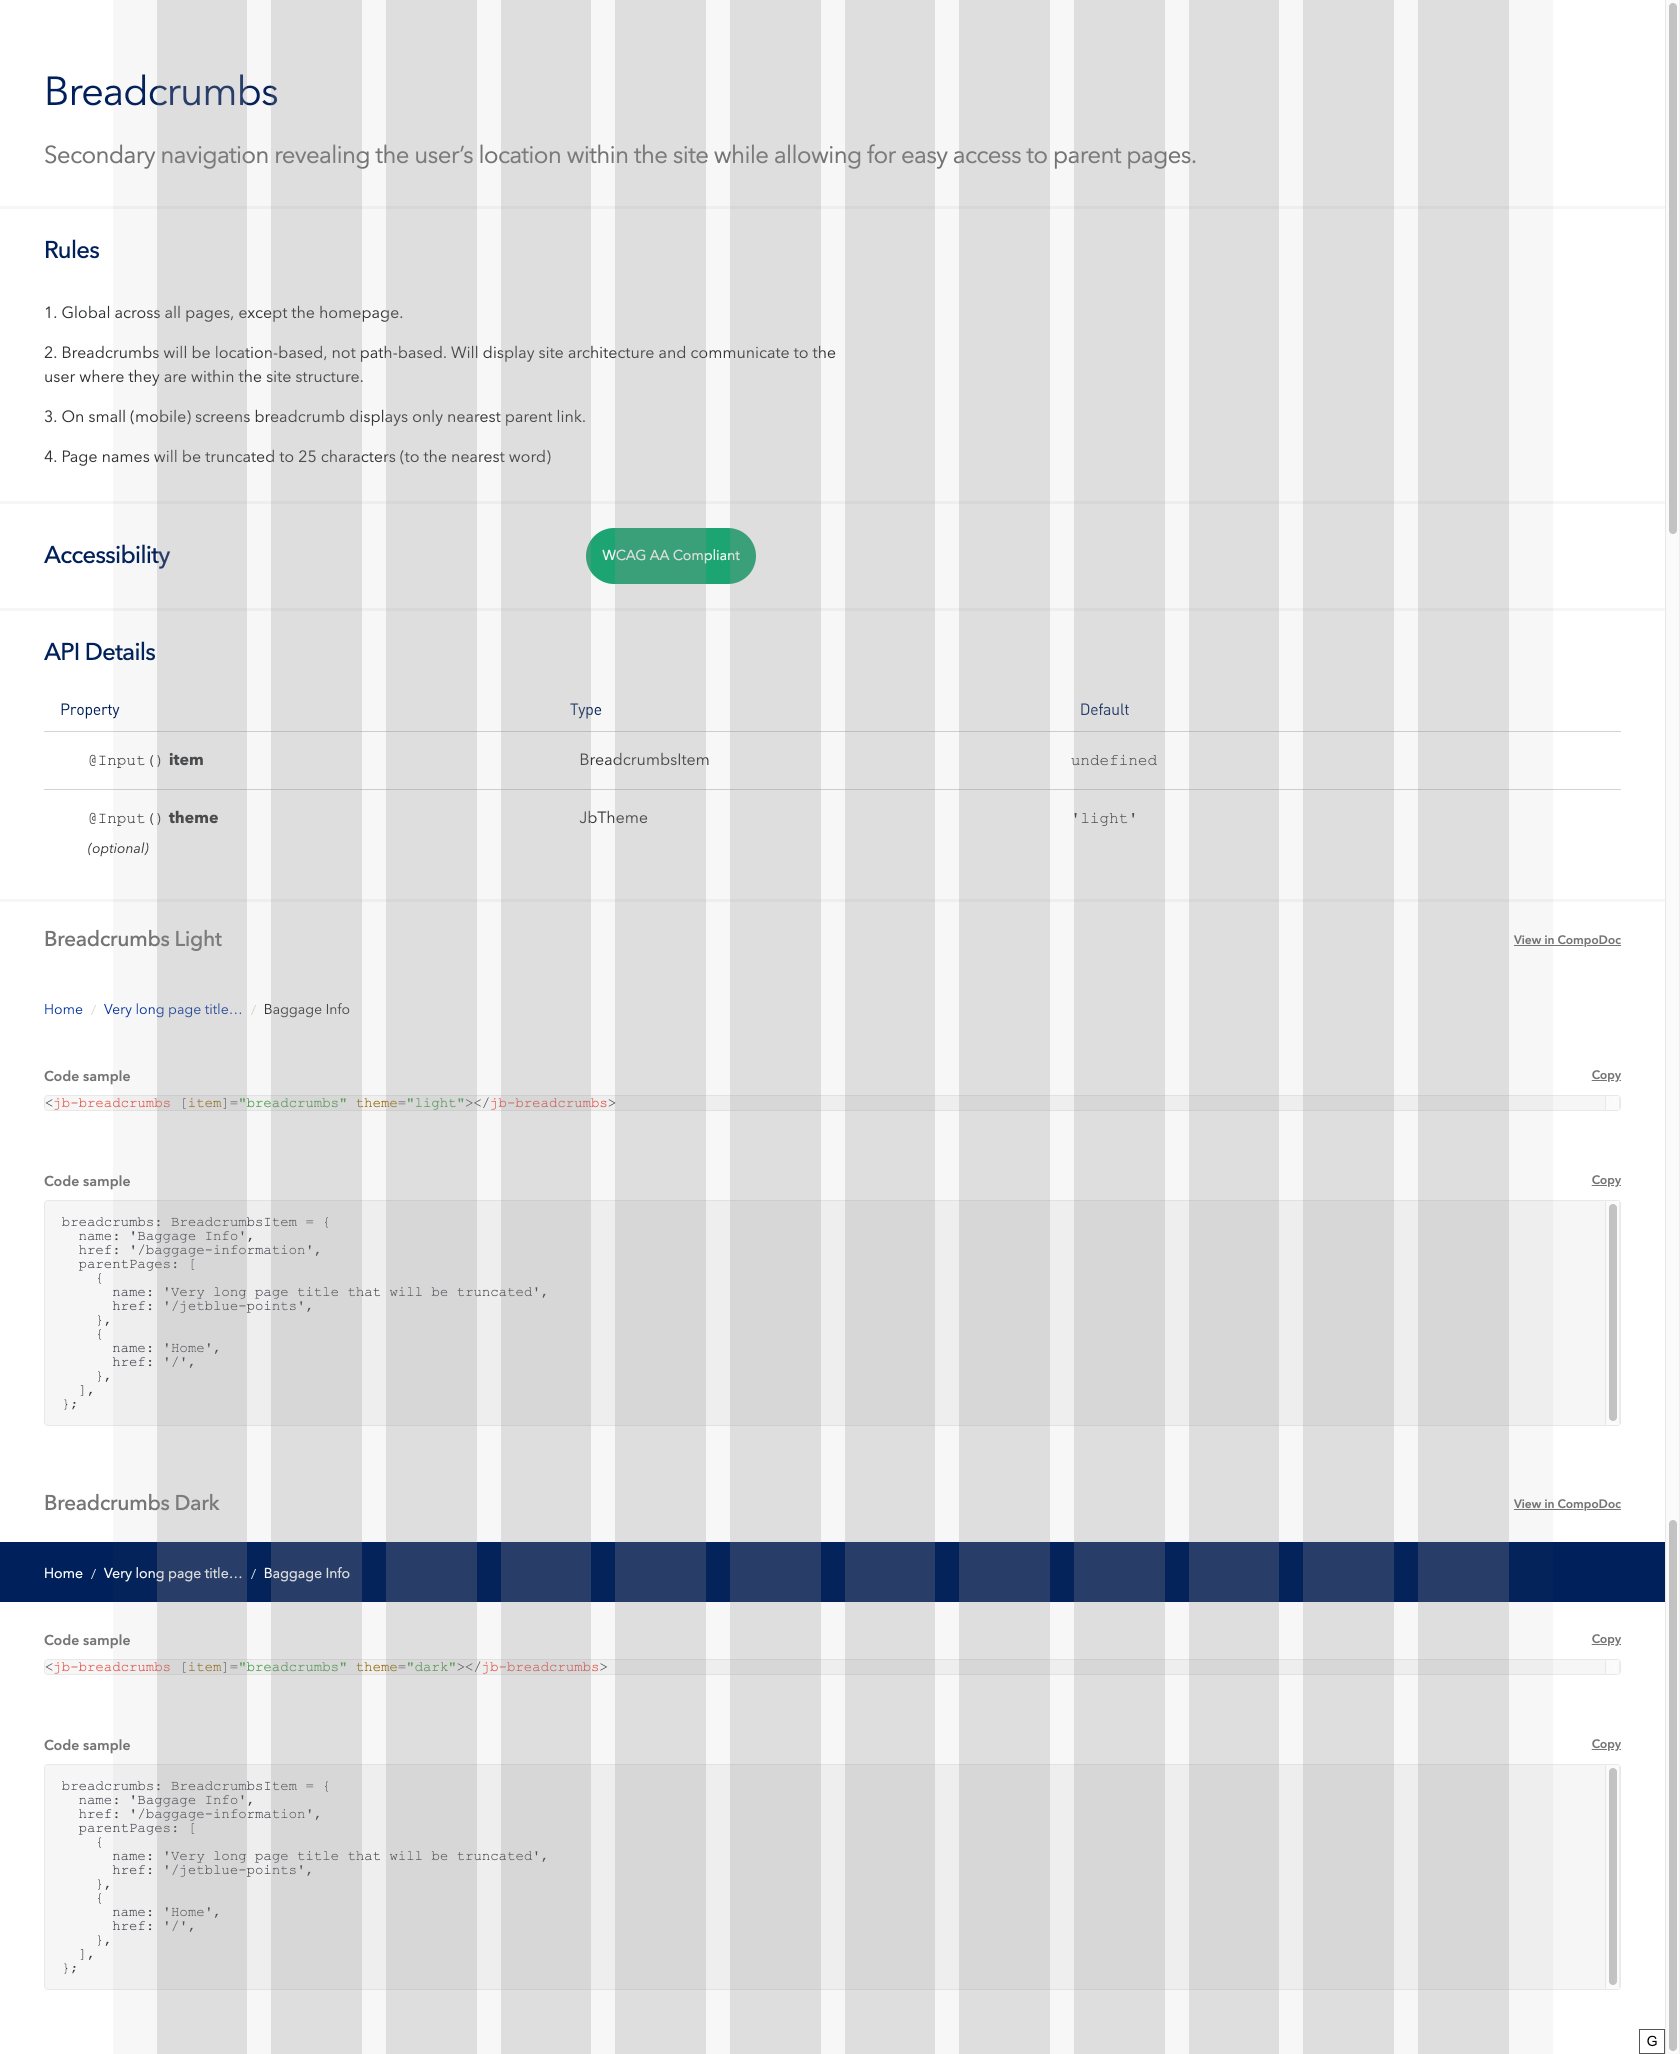 Breadcrumbs
Secondary navigation revealing the user’s location within the site while allowing for easy access to parent pages.
Rules
1. Global across all pages, except the homepage.
2. Breadcrumbs will be location-based, not path-based. Will display site architecture and communicate to the
user where they are within the site structure.
3. On small (mobile) screens breadcrumb displays only nearest parent link.
4. Page names will be truncated to 25 characters (to the nearest word)
Accessibility WCAG AA Compliant
API Details
Property Type Default
@Input() item BreadcrumbsItem undefined
@Input() theme JbTheme 'light'
(optional)
Breadcrumbs Light View in CompoDoc
Home / Very long page title… / Baggage Info
Code sample Copy
<jb-breadcrumbs [item]="breadcrumbs" theme="light"></jb-breadcrumbs>
Code sample Copy
breadcrumbs: BreadcrumbsItem = {
name: 'Baggage Info',
href: '/baggage-information',
parentPages: [
{
name: 'Very long page title that will be truncated',
href: '/jetblue-points',
},
{
name: 'Home',
href: '/',
},
],
};
Breadcrumbs Dark View in CompoDoc
Home / Very long page title… / Baggage Info
Code sample Copy
<jb-breadcrumbs [item]="breadcrumbs" theme="dark"></jb-breadcrumbs>
Code sample Copy
breadcrumbs: BreadcrumbsItem = {
name: 'Baggage Info',
href: '/baggage-information',
parentPages: [
{
name: 'Very long page title that will be truncated',
href: '/jetblue-points',
},
{
name: 'Home',
href: '/',
},
],
};
G